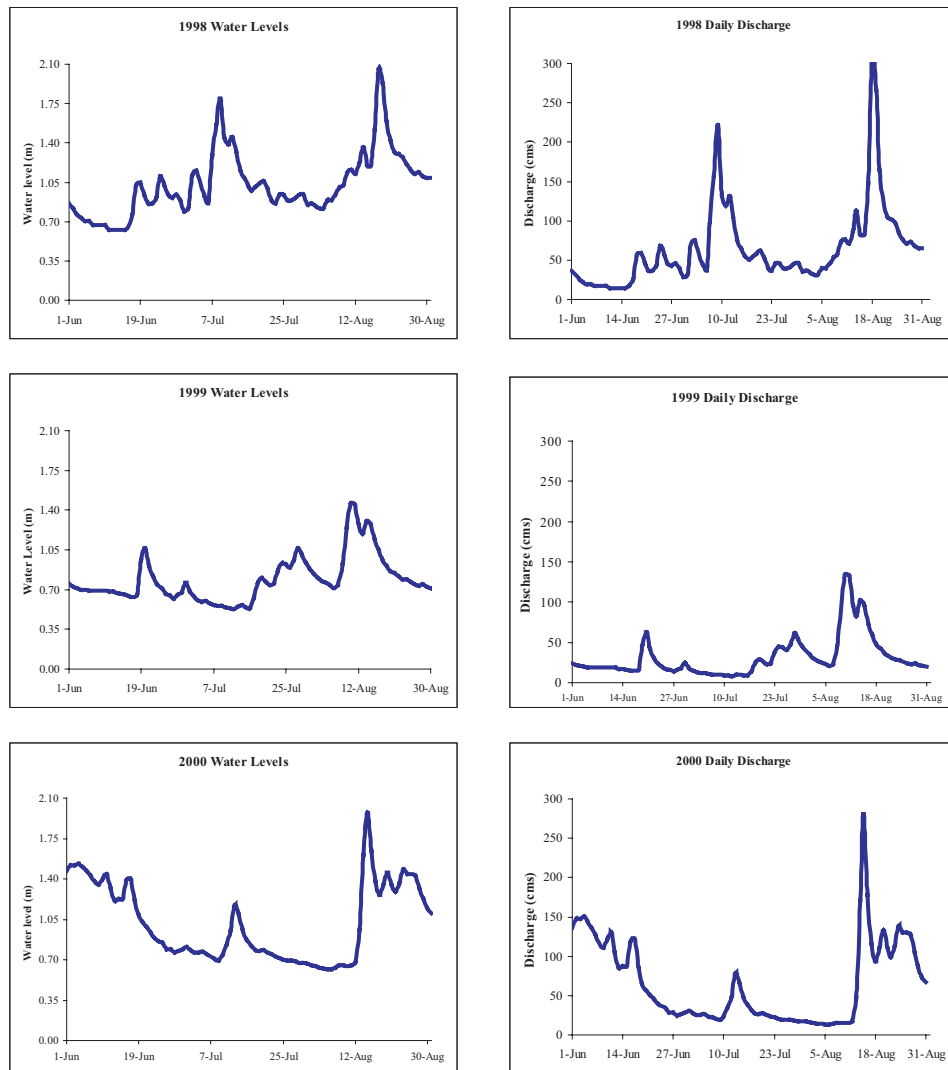 1998 Water Levels
2.10
1.75
1.40
1.05
0.70
0.35
0.00
Water level (m)
1-Jun 19-Jun 7-Jul 25-Jul 12-Aug 30-Aug
1998 Daily Discharge
300
250
200
150
100
50
0
Discharge (cms)
1-Jun 14-Jun 27-Jun 10-Jul 23-Jul 5-Aug 18-Aug 31-Aug
1999 Water Levels
2.10
1.75
1.40
1.05
0.70
0.35
0.00
Water Level (m)
1-Jun 19-Jun 7-Jul 25-Jul 12-Aug 30-Aug
1999 Daily Discharge
300
250
200
150
100
50
0
Discharge (cms)
1-Jun 14-Jun 27-Jun 10-Jul 23-Jul 5-Aug 18-Aug 31-Aug
2000 Water Levels
2.10
1.75
1.40
1.05
0.70
0.35
0.00
Water level (m)
1-Jun 19-Jun 7-Jul 25-Jul 12-Aug 30-Aug
2000 Daily Discharge
300
250
200
150
100
50
0
Discharge (cms)
1-Jun 14-Jun 27-Jun 10-Jul 23-Jul 5-Aug 18-Aug 31-Aug